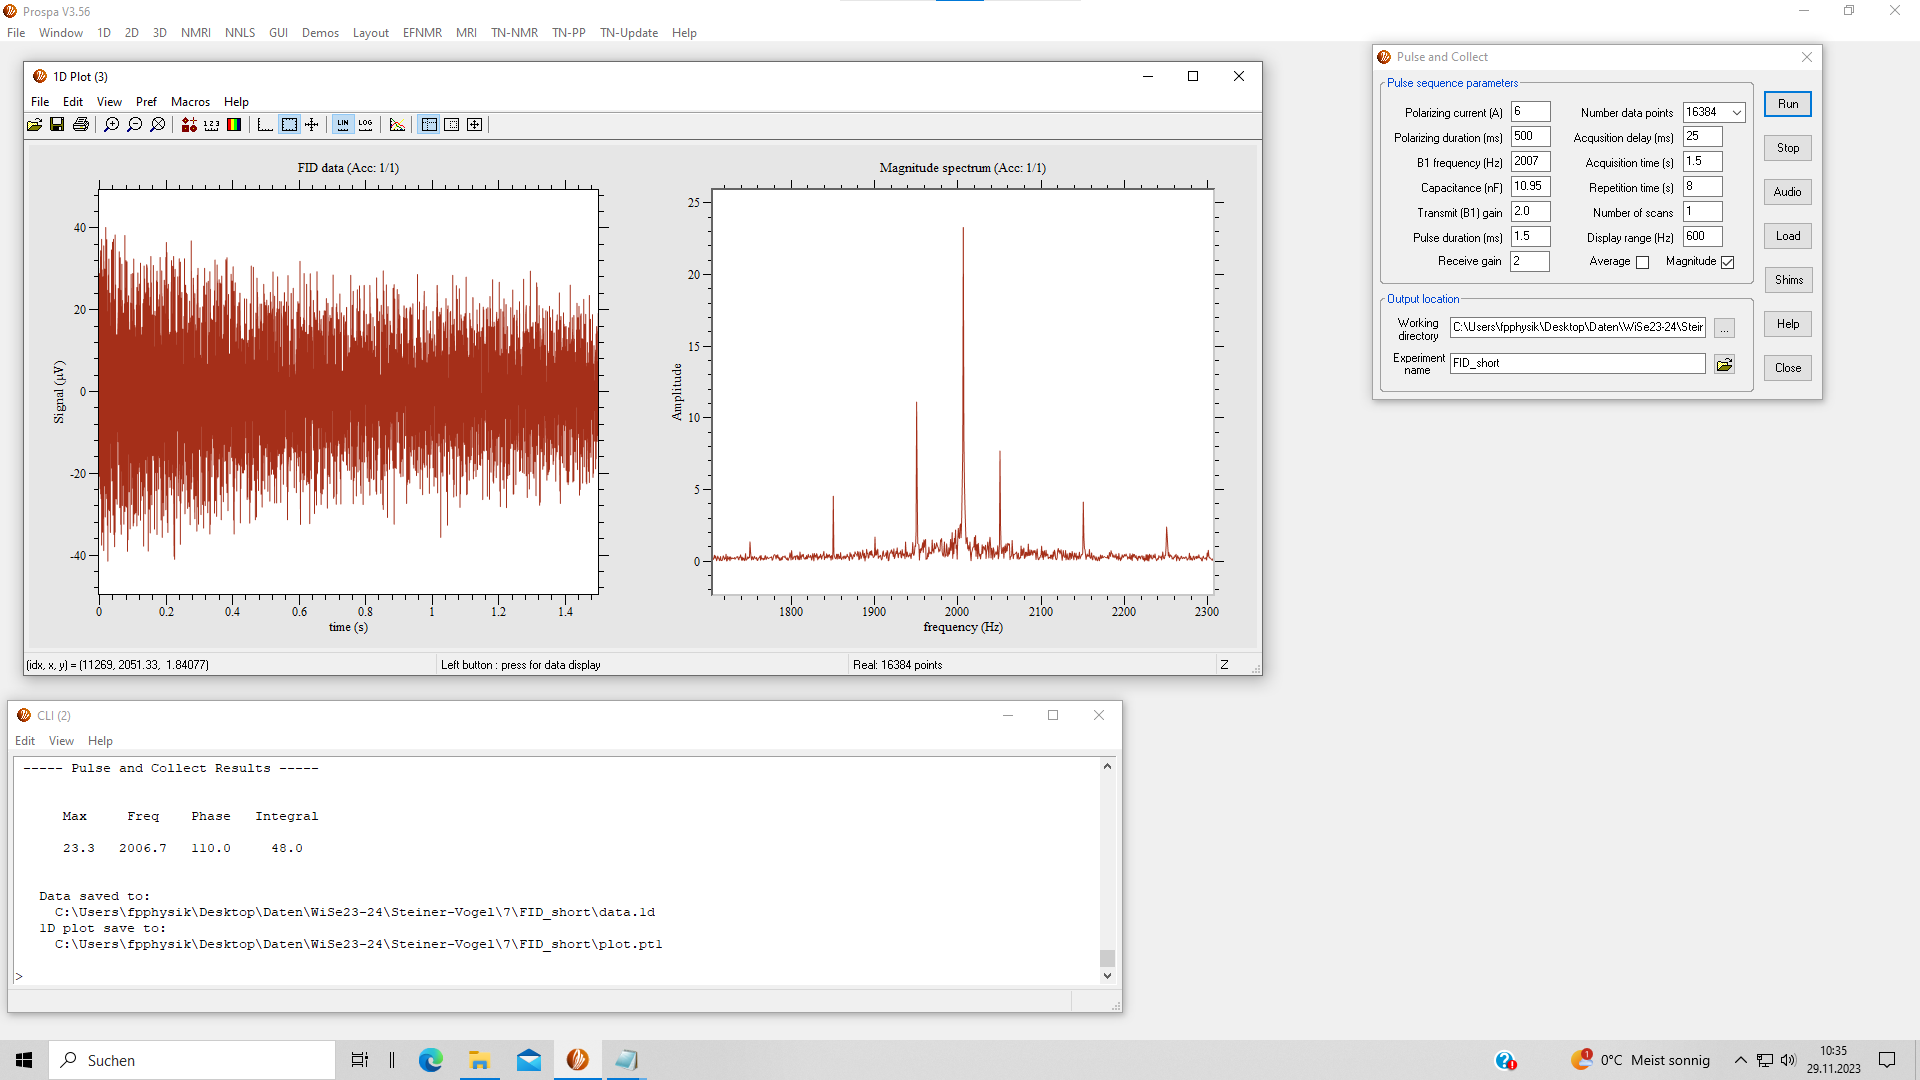 Prospa V3.56
File Window 1D 2D 3D NMRI NNLS GUI Demos Layout EFNMR MRI TN-NMR TN-PP TN-Update Help
1D Plot (3)
File Edit View Pref Macros Help
1 2 3 LIN LOG
FID data (Acc: 1/1)
40
20
0
-20
-40
Signal (µV)
0 0.2 0.4 0.6 0.8 1 1.2 1.4
time (s)
Magnitude spectrum (Acc: 1/1)
25
20
15
10
5
0
Amplitude
1800 1900 2000 2100 2200 2300
frequency (Hz)
(idx, x, y) = (11269, 2051.33, 1.84077)
Left button : press for data display
Real: 16384 points
Z
Pulse and Collect
Pulse sequence parameters
Polarizing current (A) 6 Number data points 16384
Polarizing duration (ms) 500 Acqusition delay (ms) 25
B1 frequency (Hz) 2007 Acquisition time (s) 1.5
Capacitance (nF) 10.95 Repetition time (s) 8
Transmit (B1) gain 2.0 Number of scans 1
Pulse duration (ms) 1.5 Display range (Hz) 600
Receive gain 2 Average Magnitude
Output location
Working directory C:\Users\fpphysik\Desktop\Daten\WiSe23-24\Steir ...
Experiment name FID_short
Run
Stop
Audio
Load
Shims
Help
Close
CLI (2)
Edit View Help
----- Pulse and Collect Results -----
Max Freq Phase Integral
23.3 2006.7 110.0 48.0
Data saved to:
C:\Users\fpphysik\Desktop\Daten\WiSe23-24\Steiner-Vogel\7\FID_short\data.1d
1D plot save to:
C:\Users\fpphysik\Desktop\Daten\WiSe23-24\Steiner-Vogel\7\FID_short\plot.pt1
>
Suchen
1
0°C Meist sonnig
10:35
29.11.2023